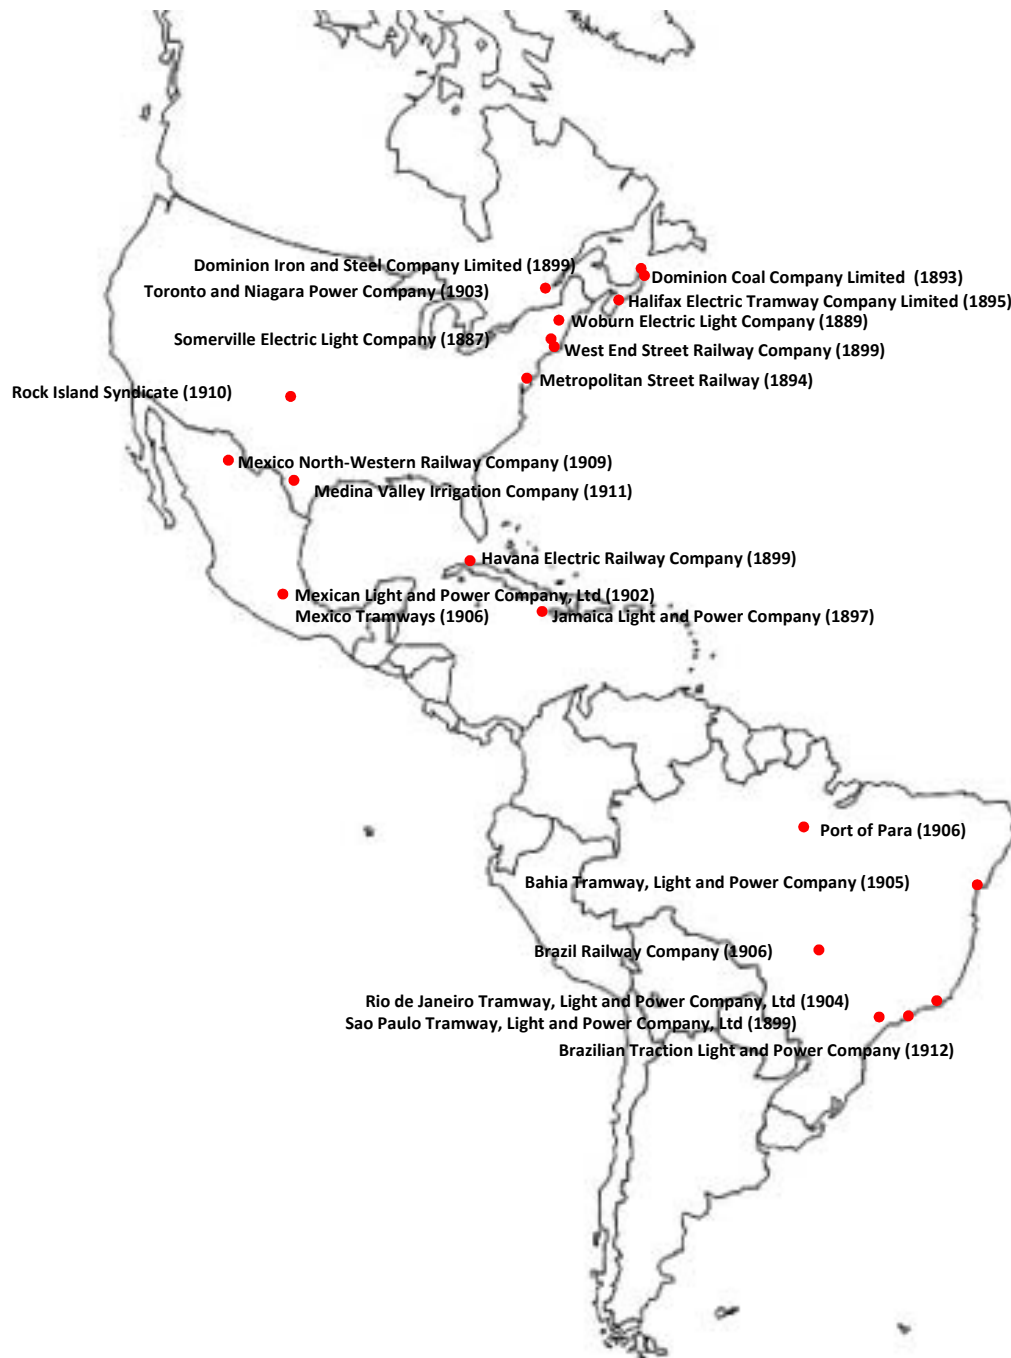 Dominion Iron and Steel Company Limited (1899)
Dominion Coal Company Limited (1893)
Toronto and Niagara Power Company (1903)
Halifax Electric Tramway Company Limited (1895)
Woburn Electric Light Company (1889)
Somerville Electric Light Company (1887)
West End Street Railway Company (1899)
Metropolitan Street Railway (1894)
Rock Island Syndicate (1910)
Mexico North-Western Railway Company (1909)
Medina Valley Irrigation Company (1911)
Havana Electric Railway Company (1899)
Mexican Light and Power Company, Ltd (1902)
Mexico Tramways (1906)
Jamaica Light and Power Company (1897)
Port of Para (1906)
Bahia Tramway, Light and Power Company (1905)
Brazil Railway Company (1906)
Rio de Janeiro Tramway, Light and Power Company, Ltd (1904)
Sao Paulo Tramway, Light and Power Company, Ltd (1899)
Brazilian Traction Light and Power Company (1912)